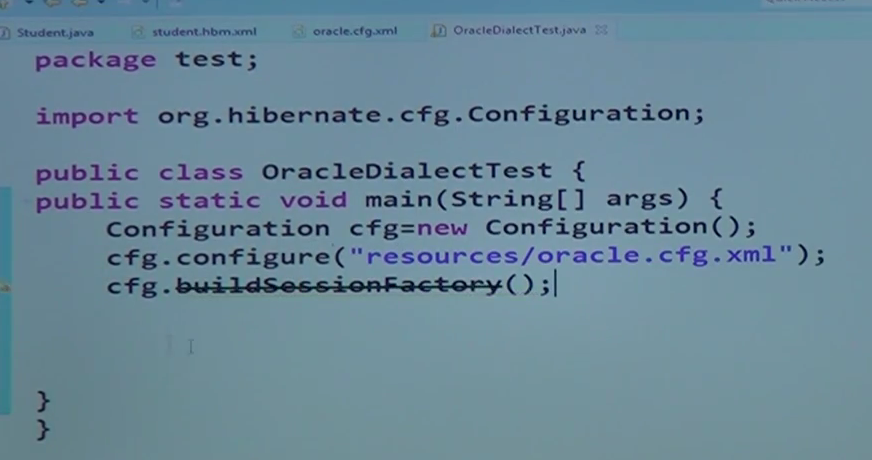 Student.java student.hbm.xml oracle.cfg.xml OracleDialectTest.java
package test;
import org.hibernate.cfg.Configuration;
public class OracleDialectTest {
public static void main(String[] args) {
Configuration cfg=new Configuration();
cfg.configure("resources/oracle.cfg.xml");
cfg.buildSessionFactory();
}
}